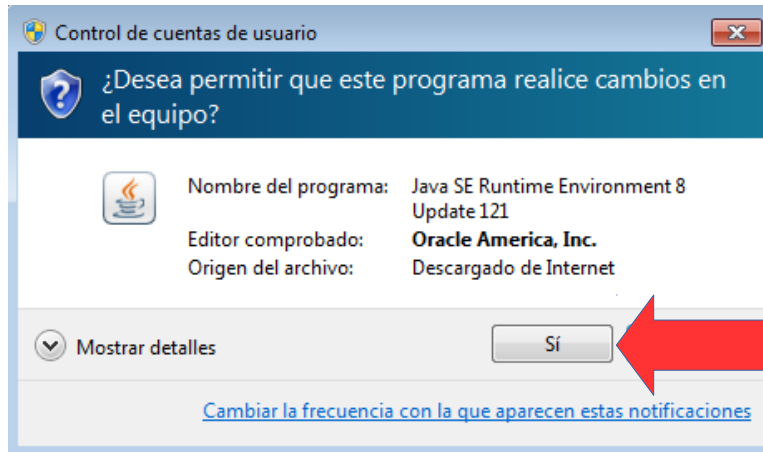 Control de cuentas de usuario
¿Desea permitir que este programa realice cambios en
el equipo?
Nombre del programa: Java SE Runtime Environment 8
Update 121
Editor comprobado: Oracle America, Inc.
Origen del archivo: Descargado de Internet
Mostrar detalles Sí
Cambiar la frecuencia con la que aparecen estas notificaciones